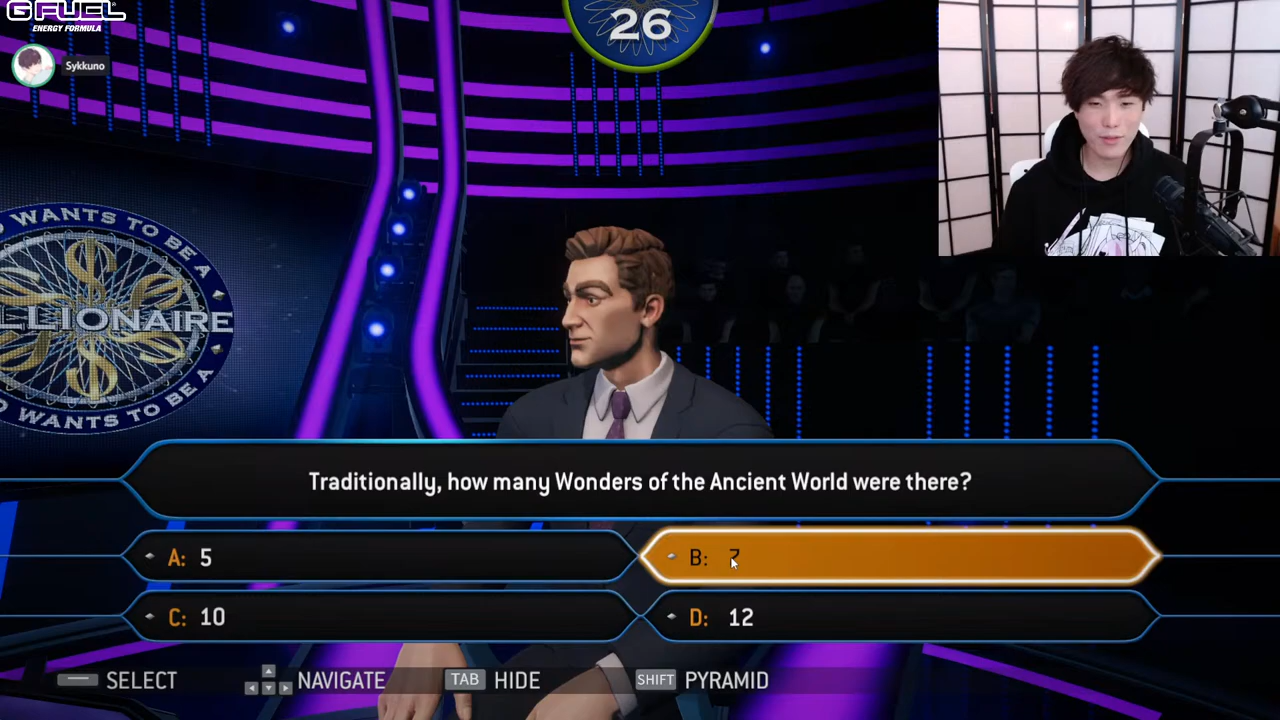 G FUEL
ENERGY FORMULA
Sykkuno
26
WANTS TO BE A
LLIONAIRE
WANTS TO BE A
Traditionally, how many Wonders of the Ancient World were there?
A: 5
B: 7
C: 10
D: 12
SELECT
NAVIGATE
TAB HIDE
SHIFT PYRAMID